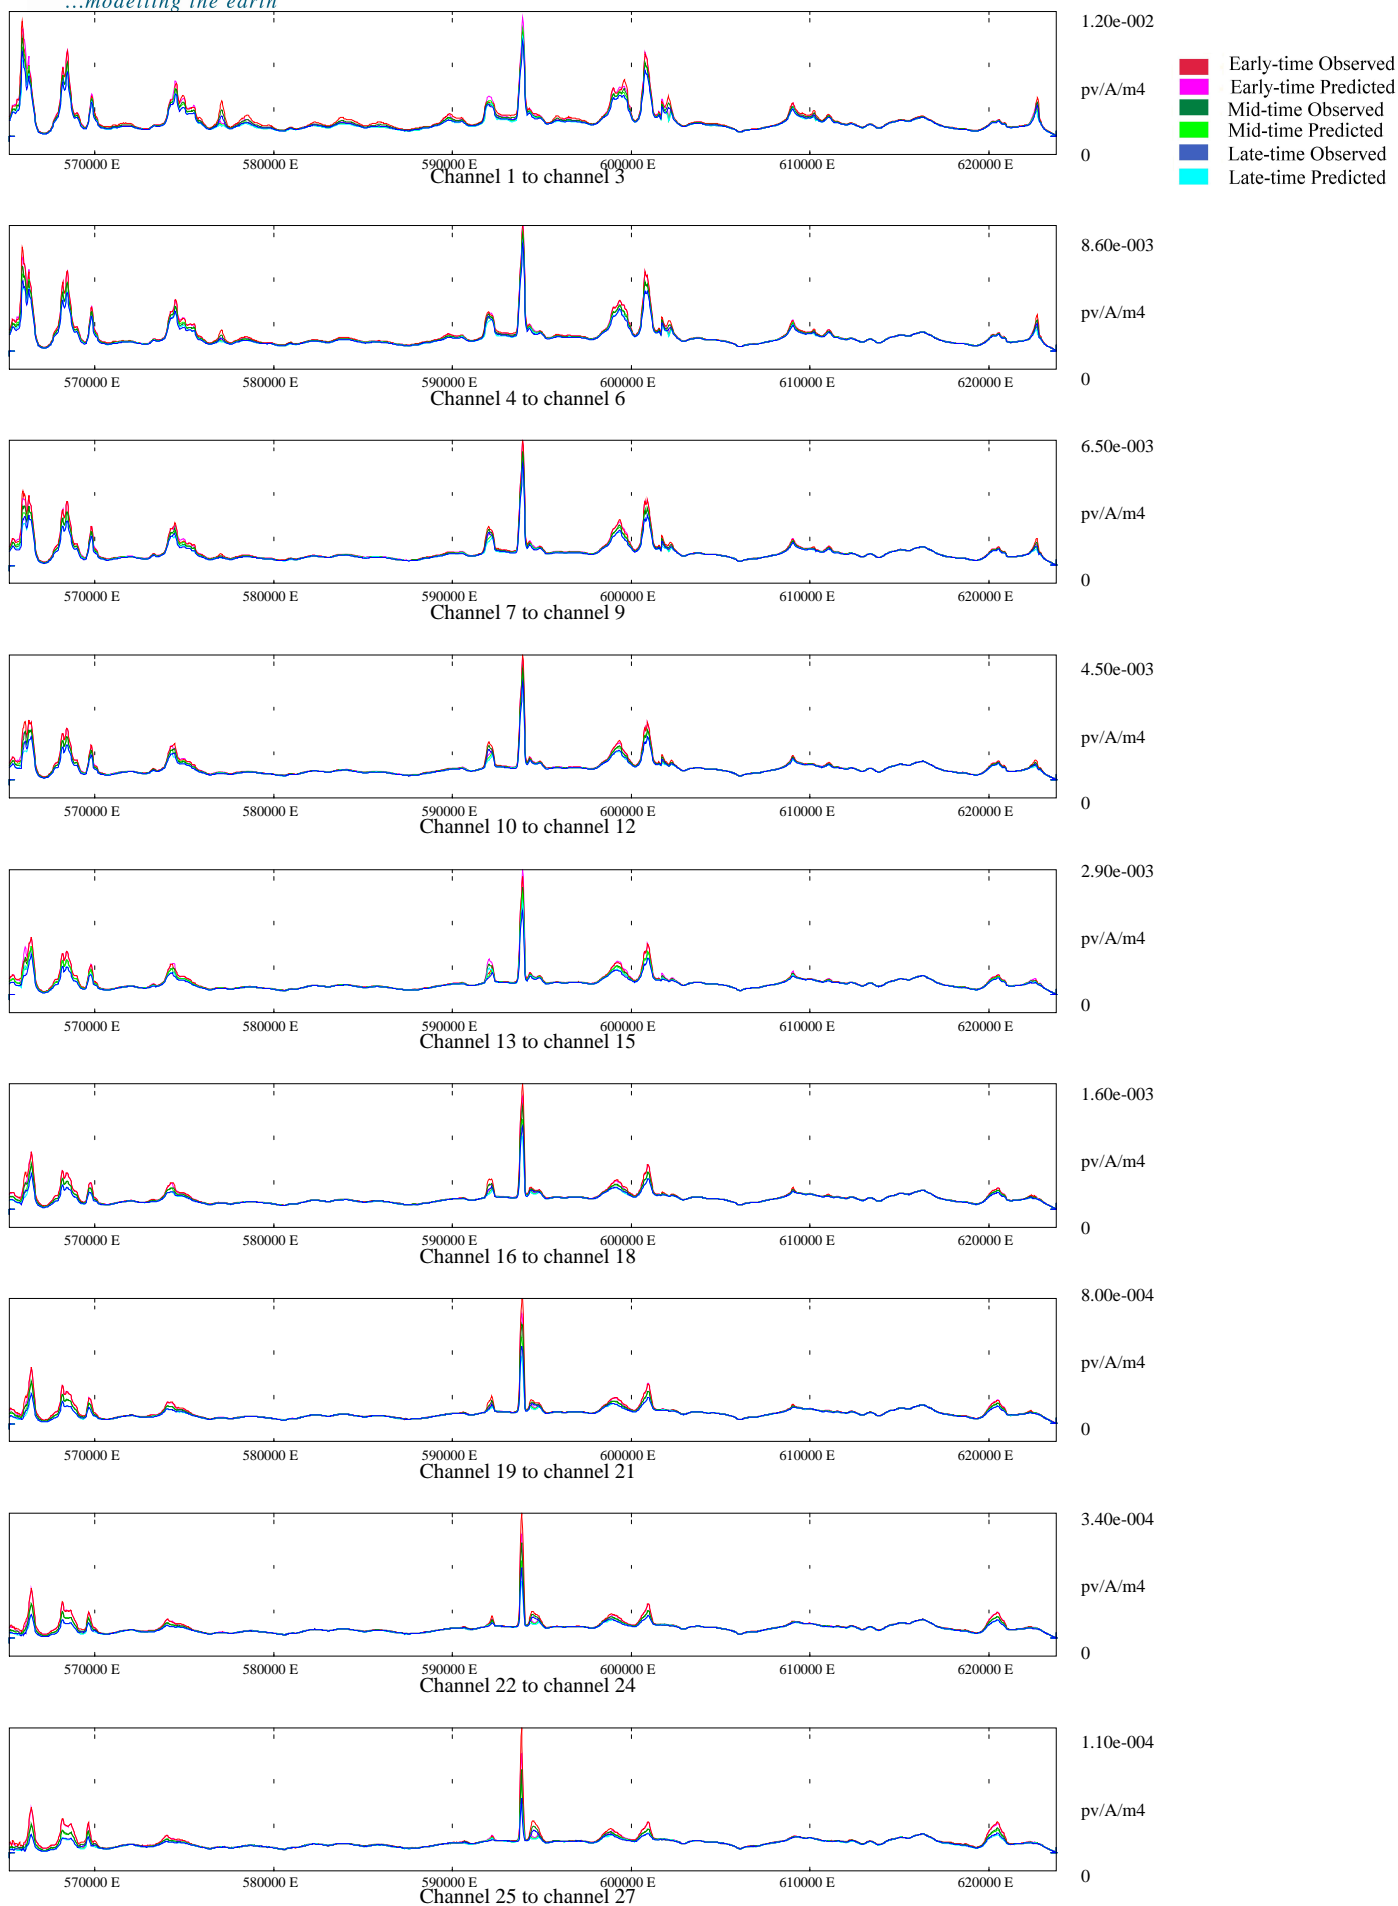 ...modelling the earth
1.20e-002
Early-time Observed
Early-time Predicted
pv/A/m4
Mid-time Observed
Mid-time Predicted
0
Late-time Observed
Late-time Predicted
570000 E 580000 E 590000 E 600000 E 610000 E 620000 E
Channel 1 to channel 3
8.60e-003
pv/A/m4
0
570000 E 580000 E 590000 E 600000 E 610000 E 620000 E
Channel 4 to channel 6
6.50e-003
pv/A/m4
0
570000 E 580000 E 590000 E 600000 E 610000 E 620000 E
Channel 7 to channel 9
4.50e-003
pv/A/m4
0
570000 E 580000 E 590000 E 600000 E 610000 E 620000 E
Channel 10 to channel 12
2.90e-003
pv/A/m4
0
570000 E 580000 E 590000 E 600000 E 610000 E 620000 E
Channel 13 to channel 15
1.60e-003
pv/A/m4
0
570000 E 580000 E 590000 E 600000 E 610000 E 620000 E
Channel 16 to channel 18
8.00e-004
pv/A/m4
0
570000 E 580000 E 590000 E 600000 E 610000 E 620000 E
Channel 19 to channel 21
3.40e-004
pv/A/m4
0
570000 E 580000 E 590000 E 600000 E 610000 E 620000 E
Channel 22 to channel 24
1.10e-004
pv/A/m4
0
570000 E 580000 E 590000 E 600000 E 610000 E 620000 E
Channel 25 to channel 27